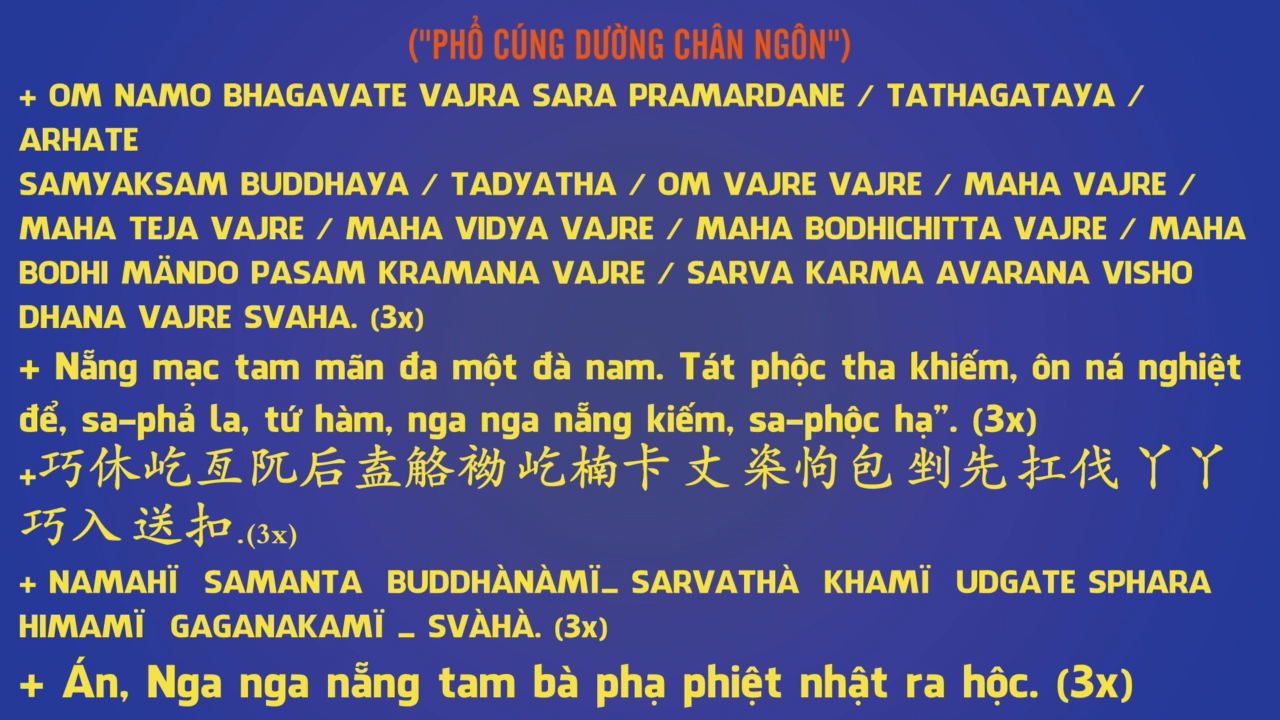 ("PHỔ CÚNG DƯỜNG CHÂN NGÔN")
+ OM NAMO BHAGAVATE VAJRA SARA PRAMARDANE / TATHAGATAYA /
ARHATE
SAMYAKSAM BUDDHAYA / TADYATHA / OM VAJRE VAJRE / MAHA VAJRE /
MAHA TEJA VAJRE / MAHA VIDYA VAJRE / MAHA BODHICHITTA VAJRE / MAHA
BODHI MÄNDO PASAM KRAMANA VAJRE / SARVA KARMA AVARANA VISHO
DHANA VAJRE SVAHA. (3x)
+ Nẵng mạc tam mãn đa một đà nam. Tát phộc tha khiếm, ôn ná nghiệt
để, sa-phả la, tứ hàm, nga nga nẵng kiếm, sa-phộc hạ”. (3x)
+巧休屹亙阢后盍觡袎屹楠卡丈栥怐包剉先扛伐丫丫
巧入送扣.(3x)
+ NAMAHÏ SAMANTA BUDDHÀNÀMÏ_ SARVATHÀ KHAMÏ UDGATE SPHARA
HIMAMÏ GAGANAKAMÏ _ SVÀHÀ. (3x)
+ Án, Nga nga nẵng tam bà phạ phiệt nhật ra hộc. (3x)